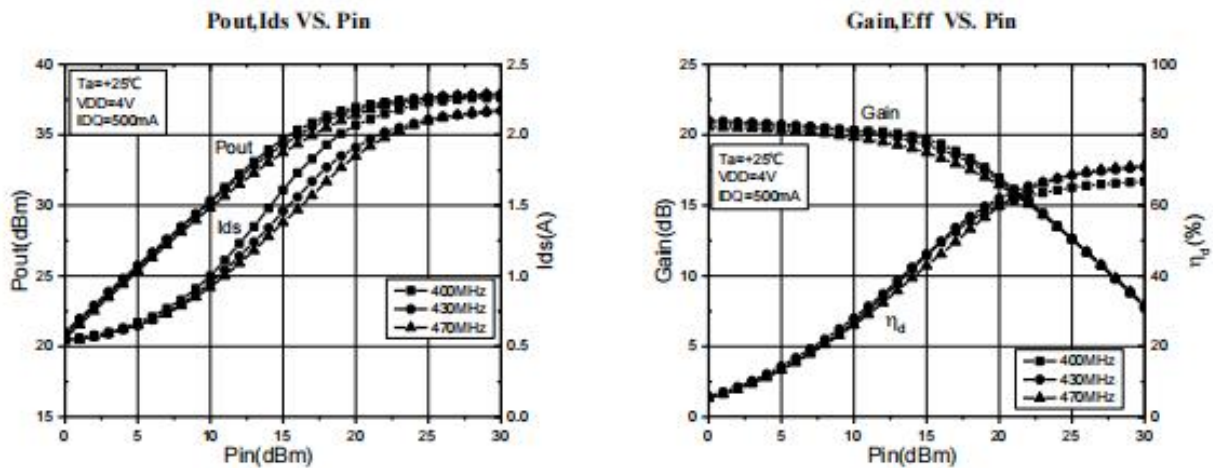 Pout,Ids VS. Pin
40
35
30
25
20
15
Pout(dBm)
Ta=+25℃
VDD=4V
IDQ=500mA
Pout
Ids
400MHz
430MHz
470MHz
2.5
2.0
1.5
1.0
0.5
0.0
Ids(A)
0 5 10 15 20 25 30
Pin(dBm)
Gain,Eff VS. Pin
25
20
15
10
5
0
Gain(dB)
Gain
Ta=+25℃
VDD=4V
IDQ=500mA
ηd
400MHz
430MHz
470MHz
100
80
60
40
20
0
ηd(%)
0 5 10 15 20 25 30
Pin(dBm)